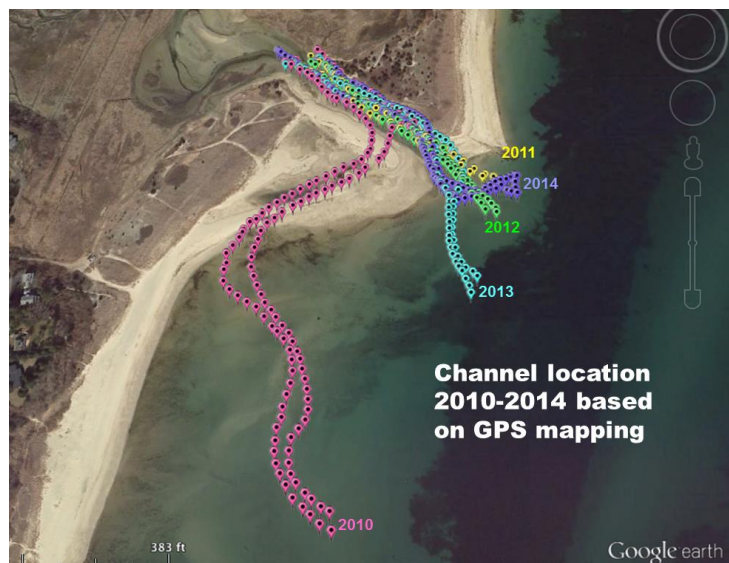 2011
2014
2012
2013
Channel location
2010-2014 based
on GPS mapping
2010
383 ft
Google earth